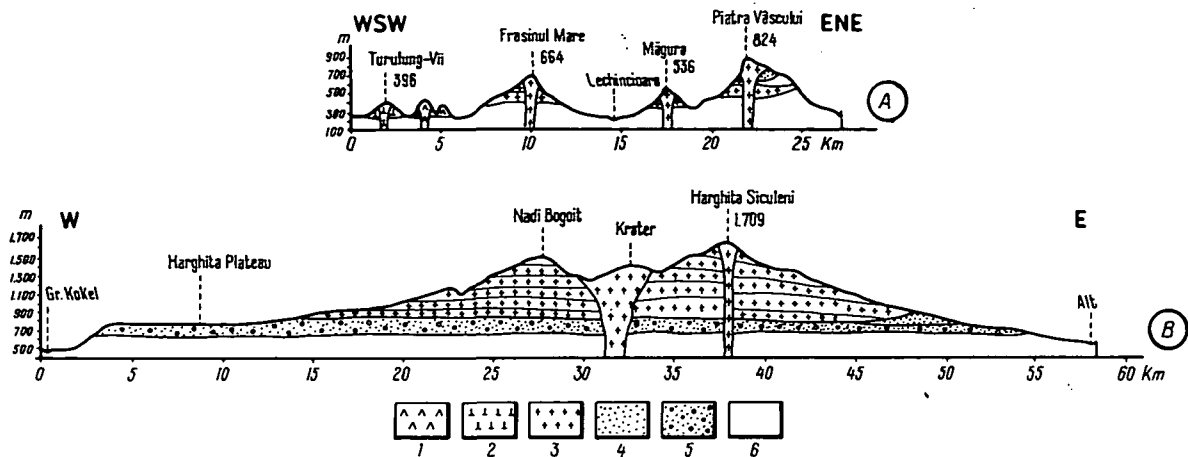 WSW
ENE
m
Turulung-Vii
396
Frasinul Mare
664
Lechincioara
Măgura
536
Piatra Vâscului
824
900
700
500
300
100
A
0 5 10 15 20 25 Km
W
E
m
Gr. Kokel
Harghita Plateau
Nadi Bogoit
Krater
Harghita Siculeni
1.709
Alt
1.700
1.500
1.300
1.100
900
700
500
B
0 5 10 15 20 25 30 35 40 45 50 55 60 Km
1 2 3 4 5 6